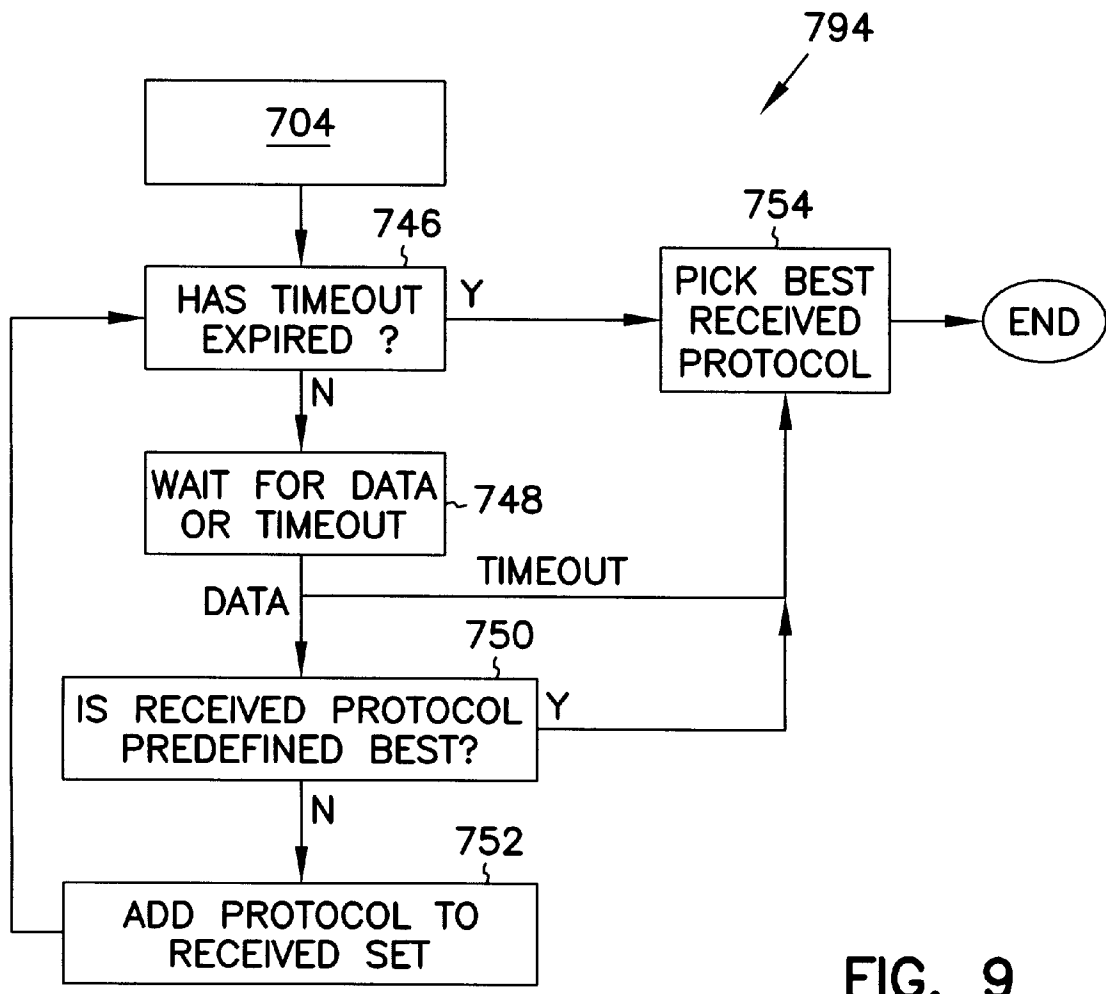 794
704
746
HAS TIMEOUT
EXPIRED ?
Y
N
754
PICK BEST
RECEIVED
PROTOCOL
END
WAIT FOR DATA
OR TIMEOUT
748
TIMEOUT
DATA
750
IS RECEIVED PROTOCOL
PREDEFINED BEST?
Y
N
752
ADD PROTOCOL TO
RECEIVED SET
FIG. 9